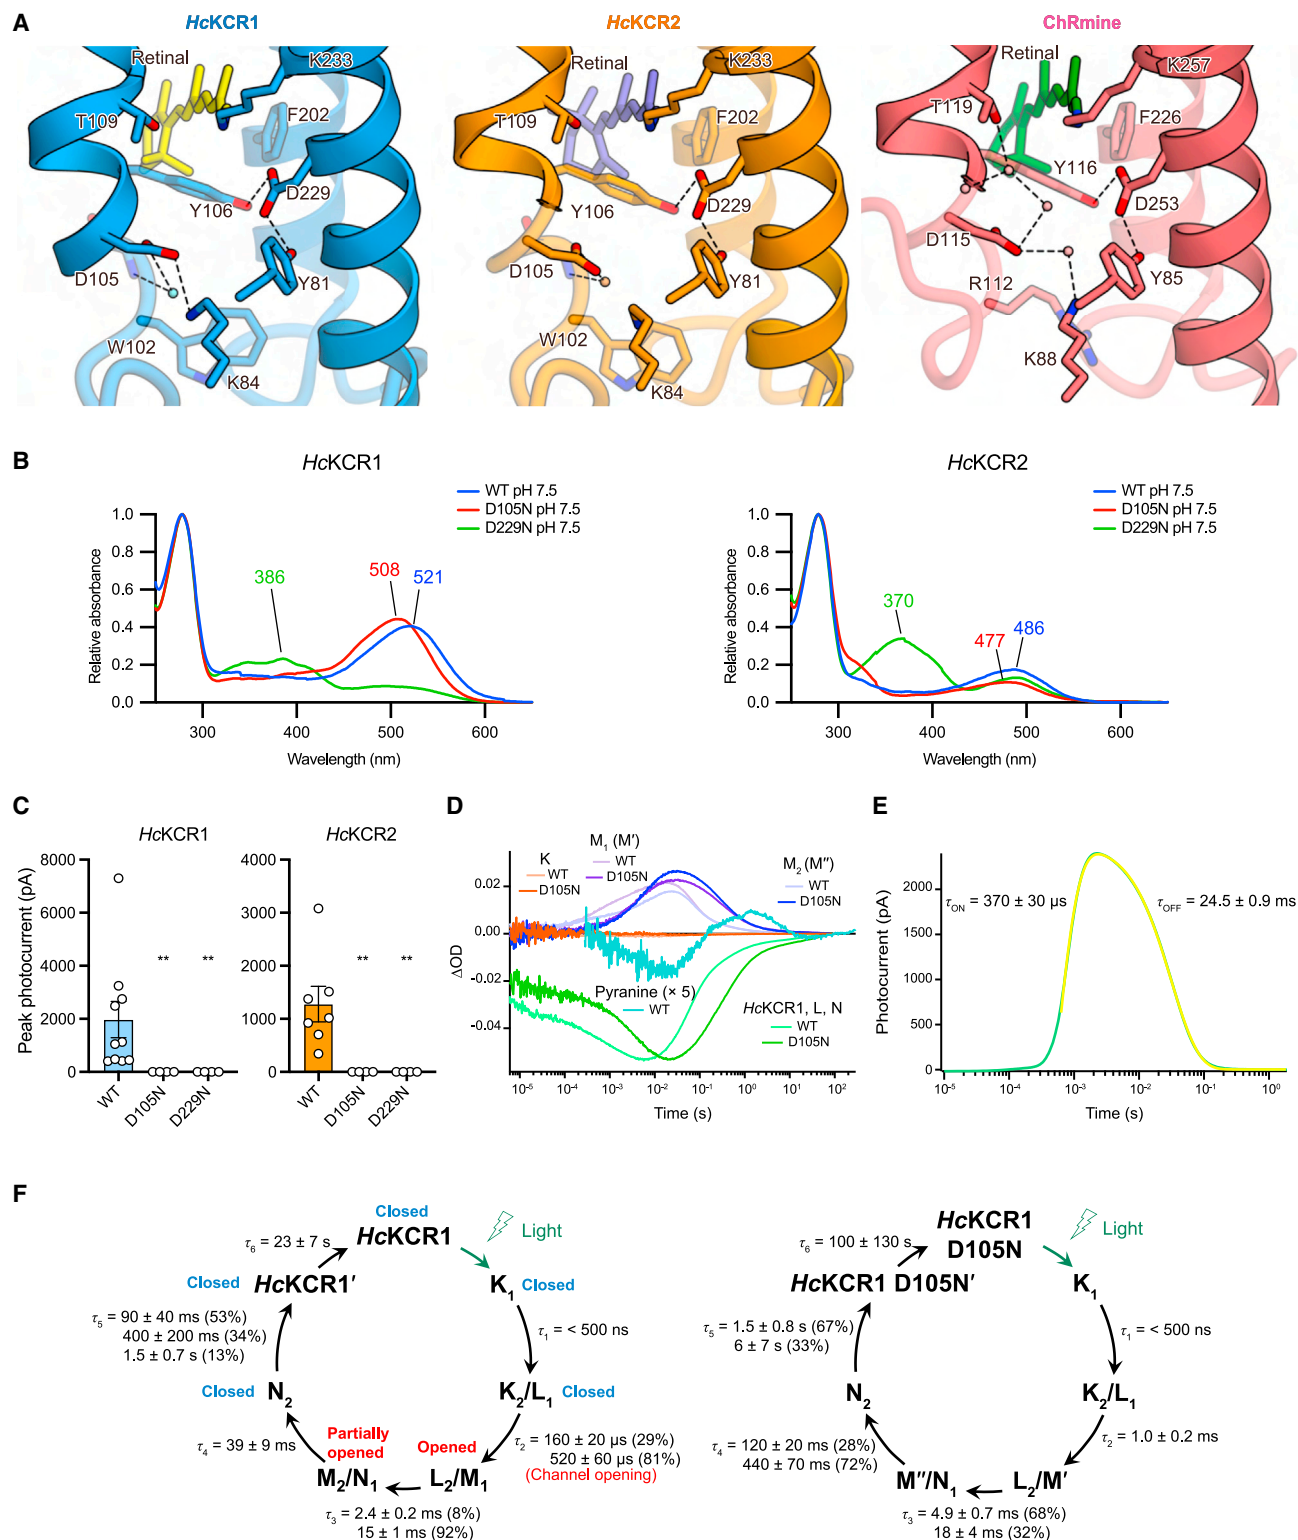 A
HcKCR1
HcKCR2
ChRmine
Retinal
K233
T109
F202
D229
Y106
D105
Y81
W102
K84
Retinal
K233
T109
F202
D229
Y106
D105
Y81
W102
K84
Retinal
K257
T119
F226
Y116
D253
D115
Y85
R112
K88
B
HcKCR1
WT pH 7.5
D105N pH 7.5
D229N pH 7.5
Relative absorbance
1.0
0.8
0.6
0.4
0.2
0.0
386
508
521
300
400
500
600
Wavelength (nm)
HcKCR2
WT pH 7.5
D105N pH 7.5
D229N pH 7.5
Relative absorbance
1.0
0.8
0.6
0.4
0.2
0.0
370
477
486
300
400
500
600
Wavelength (nm)
C
HcKCR1
Peak photocurrent (pA)
8000
6000
4000
2000
0
**
**
WT
D105N
D229N
HcKCR2
4000
3000
2000
1000
0
**
**
WT
D105N
D229N
D
K
WT
D105N
M₁ (M′)
WT
D105N
M₂ (M″)
WT
D105N
ΔOD
0.02
0.00
-0.02
-0.04
Pyranine (× 5)
WT
HcKCR1, L, N
WT
D105N
10⁻⁵
10⁻⁴
10⁻³
10⁻²
10⁻¹
10⁰
10¹
10²
Time (s)
E
Photocurrent (pA)
2000
1500
1000
500
0
τON = 370 ± 30 µs
τOFF = 24.5 ± 0.9 ms
10⁻⁵
10⁻⁴
10⁻³
10⁻²
10⁻¹
10⁰
Time (s)
F
Closed
HcKCR1
Light
K₁ Closed
τ₁ = < 500 ns
K₂/L₁ Closed
τ₂ = 160 ± 20 µs (29%)
520 ± 60 µs (81%)
(Channel opening)
Opened
L₂/M₁
τ₃ = 2.4 ± 0.2 ms (8%)
15 ± 1 ms (92%)
Partially
opened
M₂/N₁
τ₄ = 39 ± 9 ms
Closed N₂
τ₅ = 90 ± 40 ms (53%)
400 ± 200 ms (34%)
1.5 ± 0.7 s (13%)
Closed HcKCR1′
τ₆ = 23 ± 7 s
HcKCR1
D105N
Light
K₁
τ₁ = < 500 ns
K₂/L₁
τ₂ = 1.0 ± 0.2 ms
L₂/M′
τ₃ = 4.9 ± 0.7 ms (68%)
18 ± 4 ms (32%)
M″/N₁
τ₄ = 120 ± 20 ms (28%)
440 ± 70 ms (72%)
N₂
τ₅ = 1.5 ± 0.8 s (67%)
6 ± 7 s (33%)
HcKCR1 D105N′
τ₆ = 100 ± 130 s